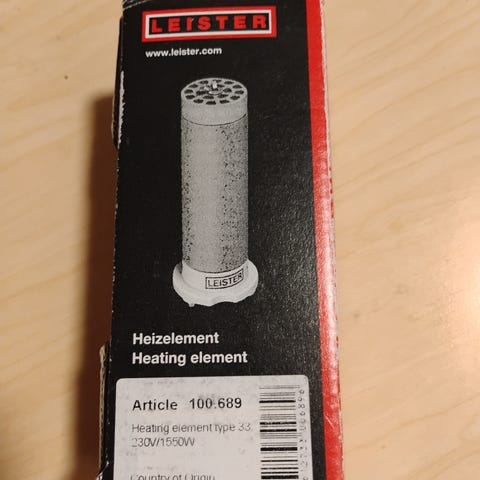 LEISTER
www.leister.com
LEISTER
Heizelement
Heating element
Article 100.689
Heating element type 33,
230V/1550W
Country of Origin